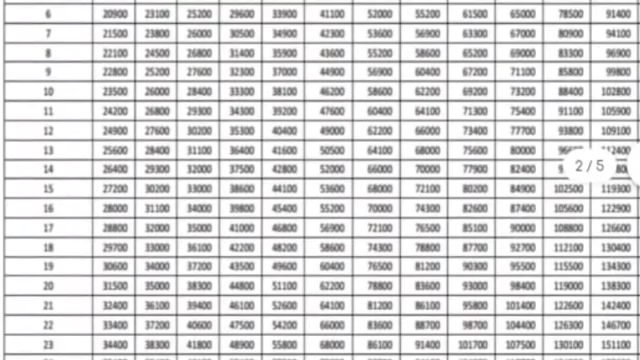 6 20900 23100 25200 29600 33900 41100 52000 55200 61500 65000 78500 91400
7 21500 23800 26000 30500 34900 42300 53600 56900 63300 67000 80900 94100
8 22100 24500 26800 31400 35900 43600 55200 58600 65200 69000 83300 96900
9 22800 25200 27600 32300 37000 44900 56900 60400 67200 71100 85800 99800
10 23500 26000 28400 33300 38100 46200 58600 62200 69200 73200 88400 102800
11 24200 26800 29300 34300 39200 47600 60400 64100 71300 75400 91100 105900
12 24900 27600 30200 35300 40400 49000 62200 66000 73400 77700 93800 109100
13 25600 28400 31100 36400 41600 50500 64100 68000 75600 80000
14 26400 29300 32000 37500 42800 52000 66000 70000 77900 82400
2 / 5
15 27200 30200 33000 38600 44100 53600 68000 72100 80200 84900 102500 119300
16 28000 31100 34000 39800 45400 55200 70000 74300 82600 87400 105600 122900
17 28800 32000 35000 41000 46800 56900 72100 76500 85100 90000 108800 126600
18 29700 33000 36100 42200 48200 58600 74300 78800 87700 92700 112100 130400
19 30600 34000 37200 43500 49600 60400 76500 81200 90300 95500 115500 134300
20 31500 35000 38300 44800 51100 62200 78800 83600 93000 98400 119000 138300
21 32400 36100 39400 46100 52600 64100 81200 86100 95800 101400 122600 142400
22 33400 37200 40600 47500 54200 66000 83600 88700 98700 104400 126300 146700
23 34400 38300 41800 48900 55800 68000 86100 91400 101700 107500 130100 151100